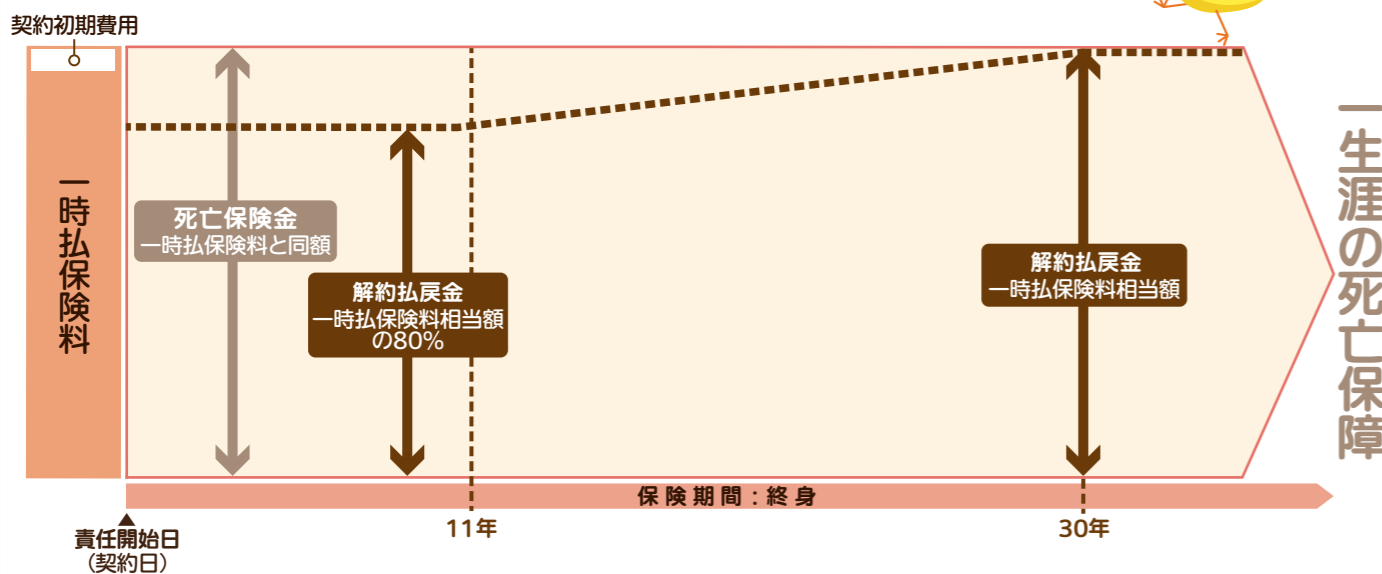 契約初期費用
一時払保険料
死亡保険金
一時払保険料と同額
解約払戻金
一時払保険料相当額
の80%
解約払戻金
一時払保険料相当額
一生涯の死亡保障
保険期間：終身
責任開始日
（契約日）
11年
30年